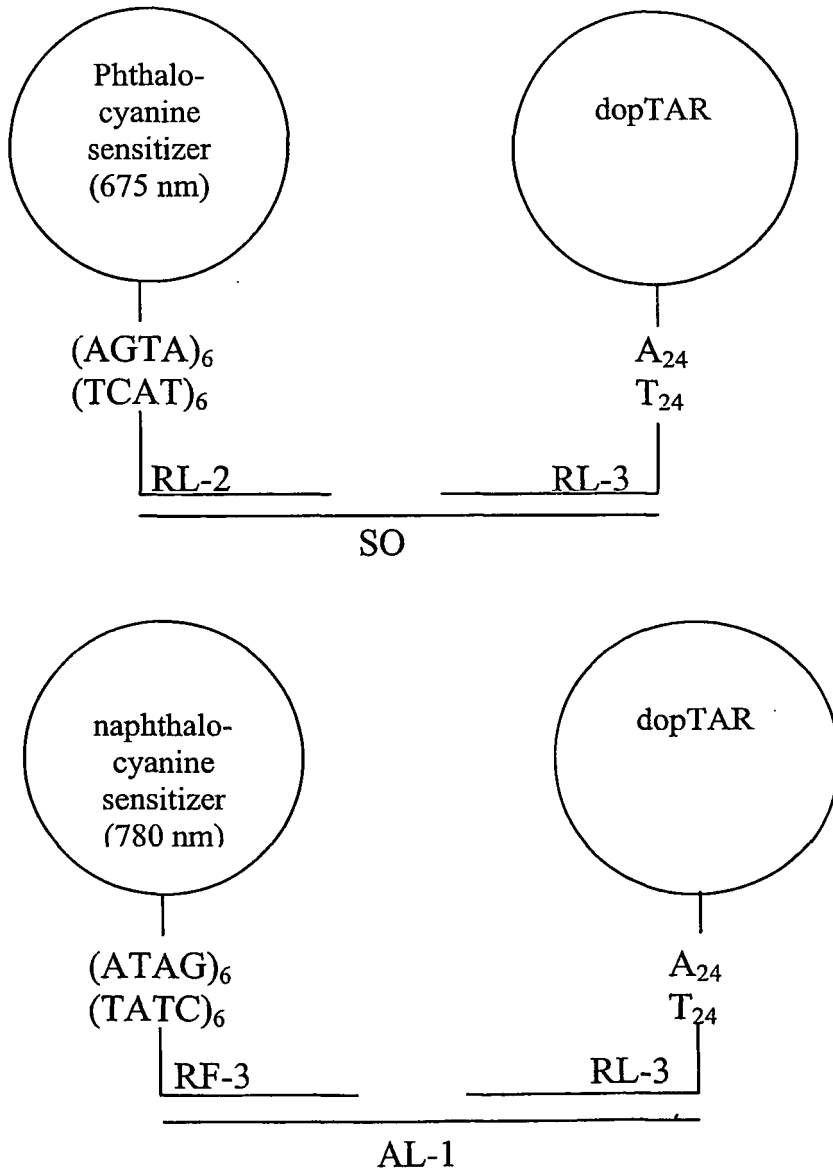 Phthalo-
cyanine
sensitizer
(675 nm)
dopTAR
(AGTA)6
(TCAT)6
A24
T24
RL-2
RL-3
SO
naphthalo-
cyanine
sensitizer
(780 nm)
dopTAR
(ATAG)6
(TATC)6
A24
T24
RF-3
RL-3
AL-1